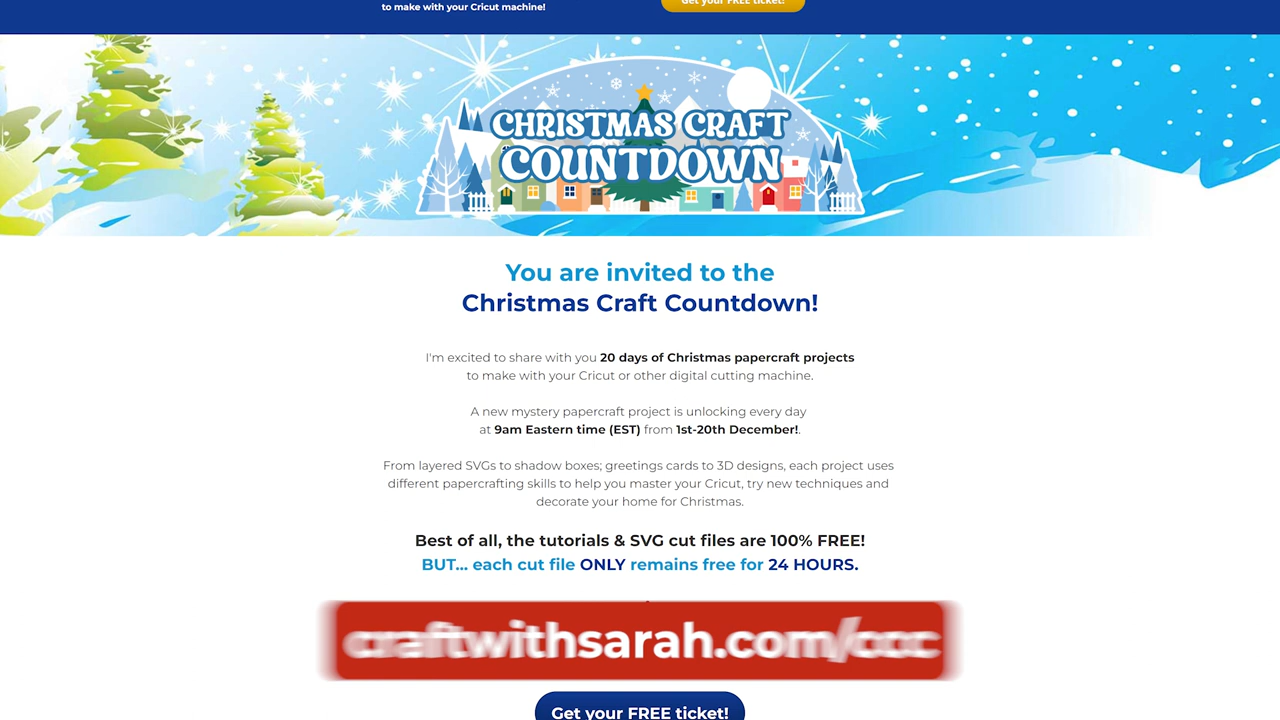 to make with your Cricut machine!
Get your FREE ticket!
CHRISTMAS CRAFT
COUNTDOWN
You are invited to the
Christmas Craft Countdown!
I'm excited to share with you 20 days of Christmas papercraft projects
to make with your Cricut or other digital cutting machine.
A new mystery papercraft project is unlocking every day
at 9am Eastern time (EST) from 1st-20th December!.
From layered SVGs to shadow boxes; greetings cards to 3D designs, each project uses
different papercrafting skills to help you master your Cricut, try new techniques and
decorate your home for Christmas.
Best of all, the tutorials & SVG cut files are 100% FREE!
BUT... each cut file ONLY remains free for 24 HOURS.
craftwithsarah.com/ccc
Get your FREE ticket!